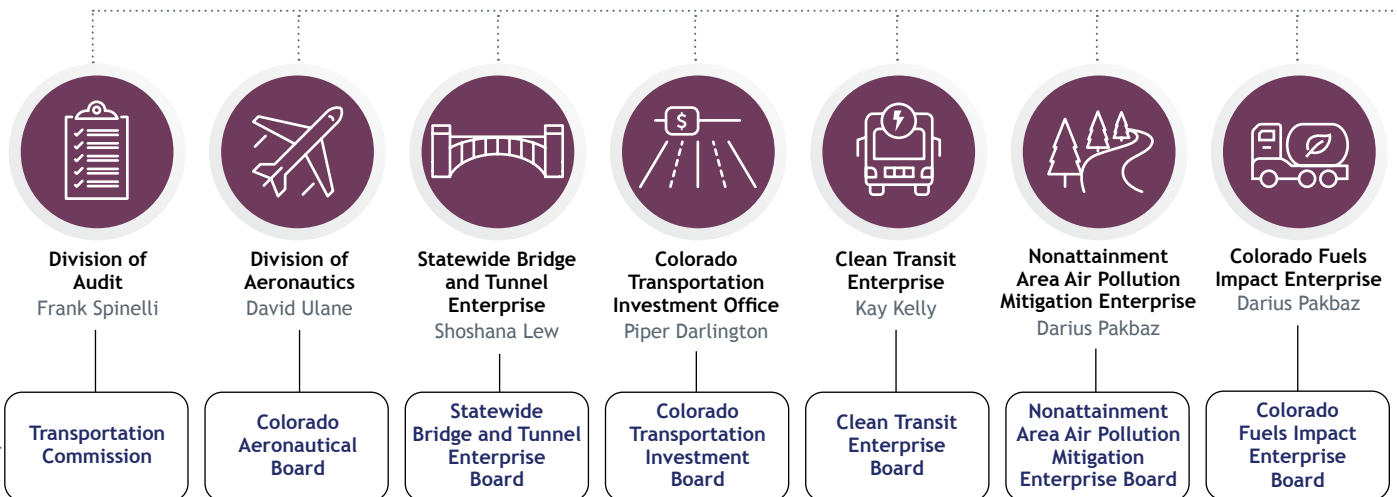 $
Division of
Audit
Frank Spinelli
Division of
Aeronautics
David Ulane
Statewide Bridge
and Tunnel
Enterprise
Shoshana Lew
Colorado
Transportation
Investment Office
Piper Darlington
Clean Transit
Enterprise
Kay Kelly
Nonattainment
Area Air Pollution
Mitigation Enterprise
Darius Pakbaz
Colorado Fuels
Impact Enterprise
Darius Pakbaz
Transportation
Commission
Colorado
Aeronautical
Board
Statewide
Bridge and Tunnel
Enterprise
Board
Colorado
Transportation
Investment
Board
Clean Transit
Enterprise
Board
Nonattainment
Area Air Pollution
Mitigation
Enterprise Board
Colorado
Fuels Impact
Enterprise
Board